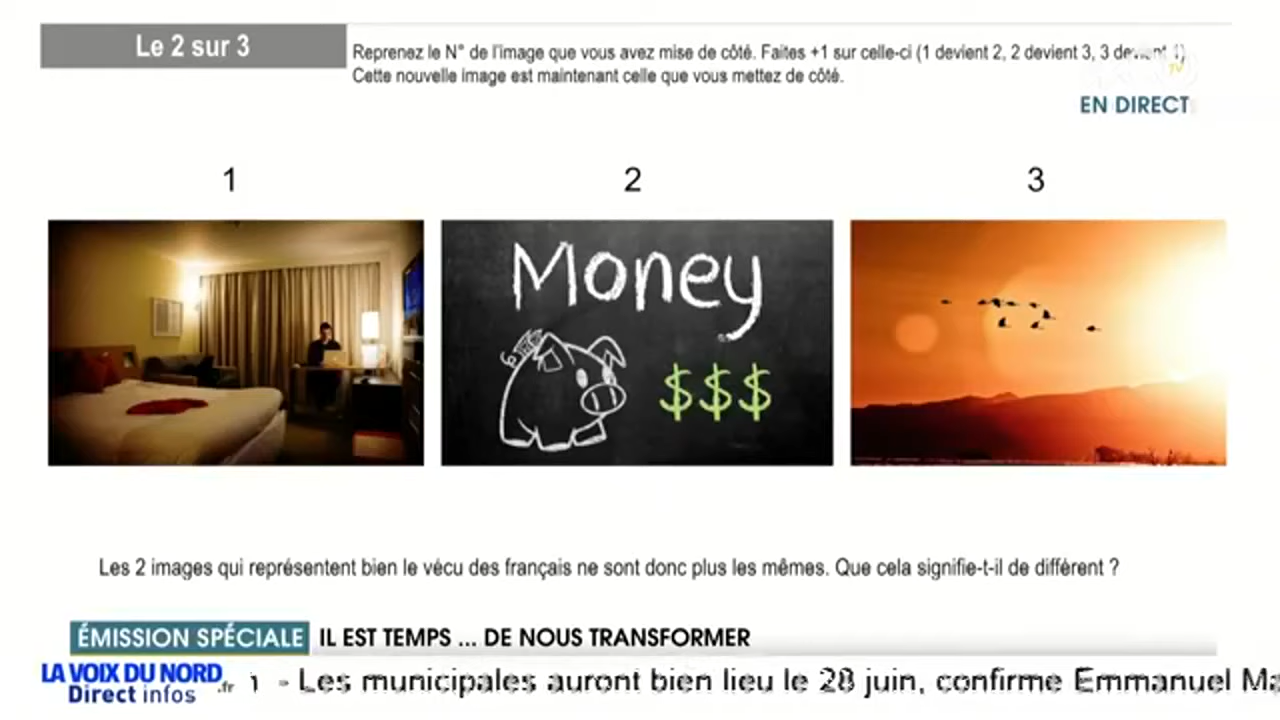 Le 2 sur 3
Reprenez le N° de l'image que vous avez mise de côté. Faites +1 sur celle-ci (1 devient 2, 2 devient 3, 3 devient 1)
Cette nouvelle image est maintenant celle que vous mettez de côté.
EN DIRECT
1 2 3
Money
$$$
Les 2 images qui représentent bien le vécu des français ne sont donc plus les mêmes. Que cela signifie-t-il de différent ?
ÉMISSION SPÉCIALE IL EST TEMPS ... DE NOUS TRANSFORMER
LA VOIX DU NORD.fr
Direct infos
- Les municipales auront bien lieu le 28 juin, confirme Emmanuel